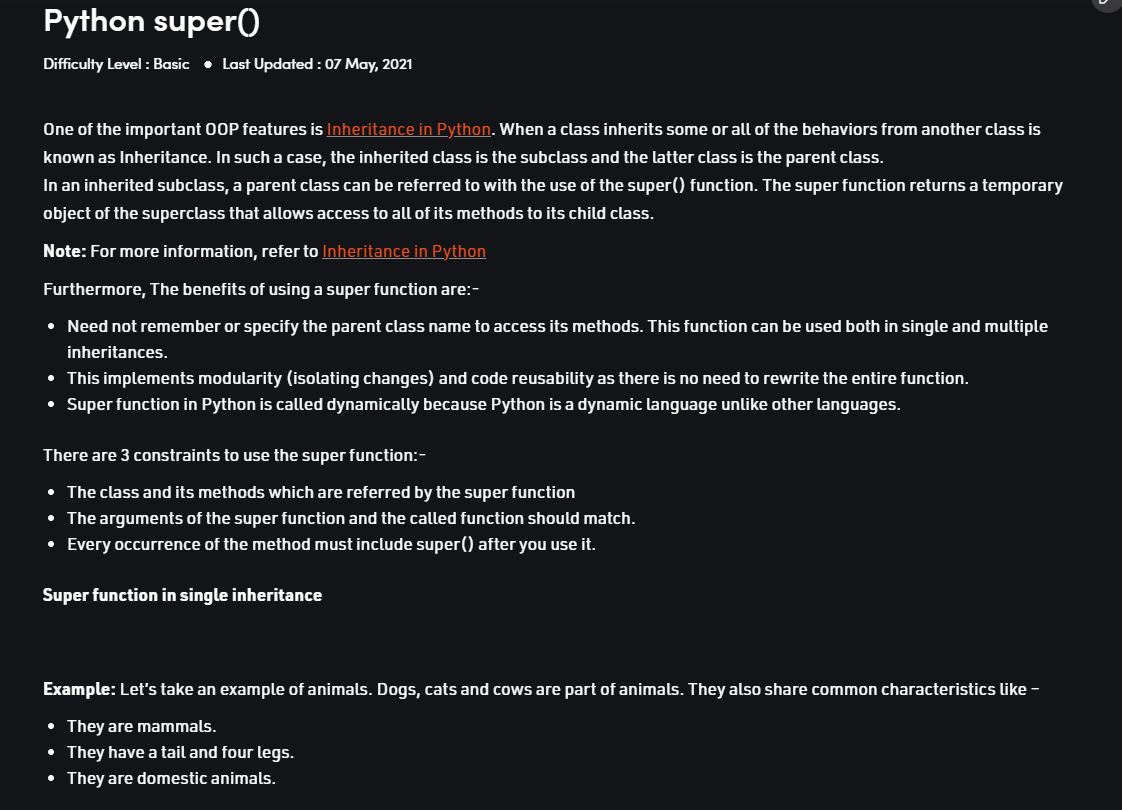 Python super()
Difficulty Level : Basic ● Last Updated : 07 May, 2021
One of the important OOP features is Inheritance in Python. When a class inherits some or all of the behaviors from another class is
known as Inheritance. In such a case, the inherited class is the subclass and the latter class is the parent class.
In an inherited subclass, a parent class can be referred to with the use of the super() function. The super function returns a temporary
object of the superclass that allows access to all of its methods to its child class.
Note: For more information, refer to Inheritance in Python
Furthermore, The benefits of using a super function are:-
• Need not remember or specify the parent class name to access its methods. This function can be used both in single and multiple
inheritances.
• This implements modularity (isolating changes) and code reusability as there is no need to rewrite the entire function.
• Super function in Python is called dynamically because Python is a dynamic language unlike other languages.
There are 3 constraints to use the super function:-
• The class and its methods which are referred by the super function
• The arguments of the super function and the called function should match.
• Every occurrence of the method must include super() after you use it.
Super function in single inheritance
Example: Let's take an example of animals. Dogs, cats and cows are part of animals. They also share common characteristics like –
• They are mammals.
• They have a tail and four legs.
• They are domestic animals.